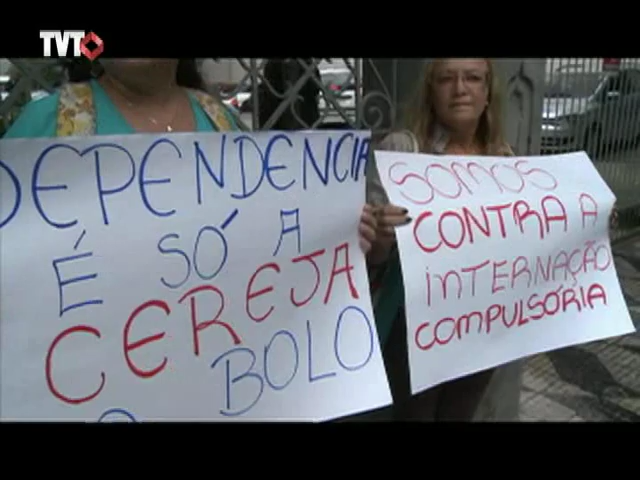 TVT
DEPENDENCIA
É SÓ A
CEREJA
BOLO
SOMOS
CONTRA A
INTERNAÇÃO
COMPULSÓRIA